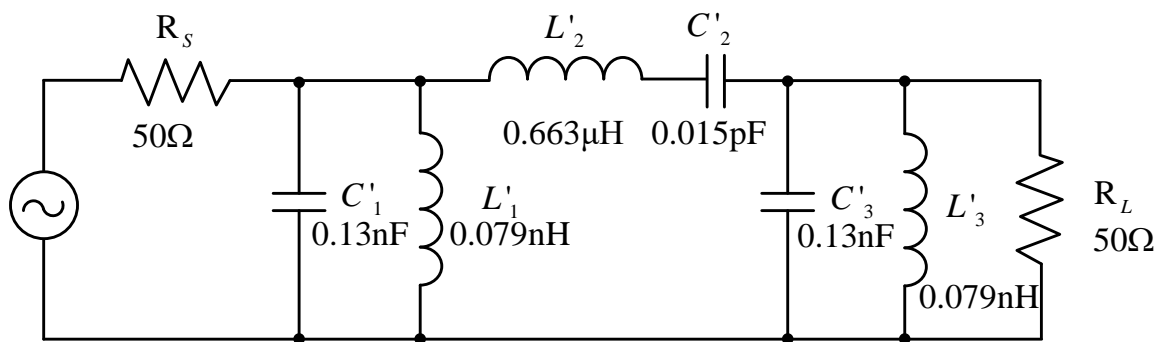 R_S
50Ω
L'_2
0.663μH
C'_2
0.015pF
C'_1
0.13nF
L'_1
0.079nH
C'_3
0.13nF
L'_3
0.079nH
R_L
50Ω